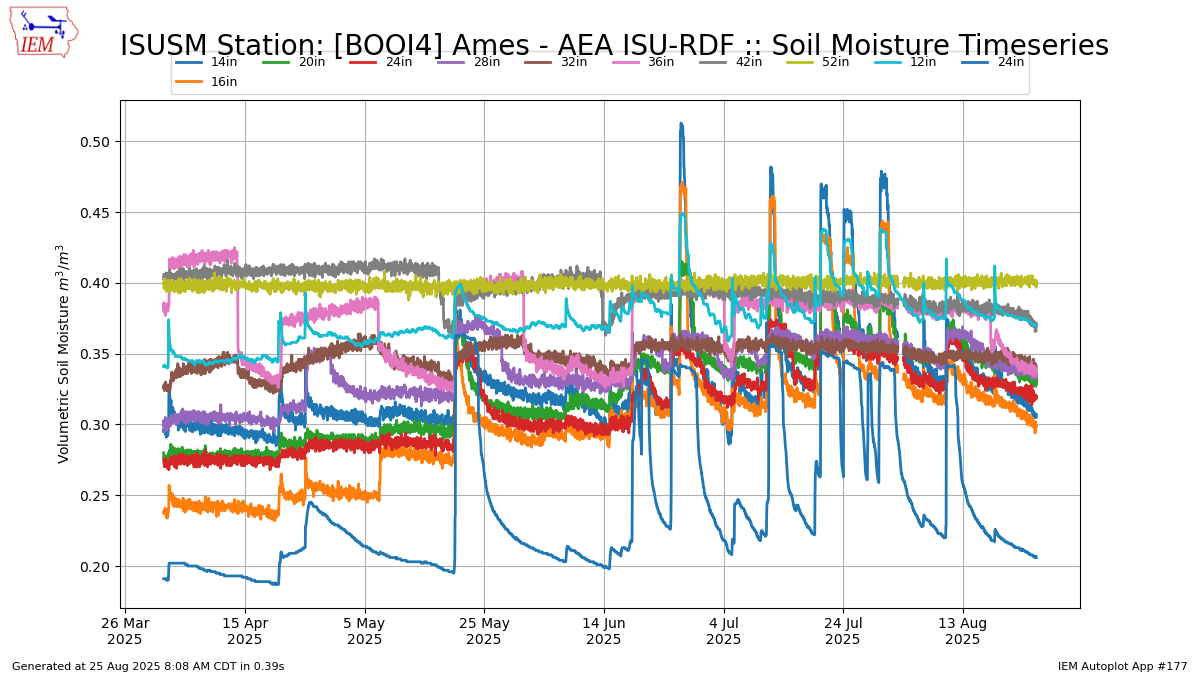 IEM
ISUSM Station: [BOOI4] Ames - AEA ISU-RDF :: Soil Moisture Timeseries
14in 20in 24in 28in 32in 36in 42in 52in 12in 24in
16in
0.50
0.45
0.40
0.35
0.30
0.25
0.20
Volumetric Soil Moisture m³/m³
26 Mar 15 Apr 5 May 25 May 14 Jun 4 Jul 24 Jul 13 Aug
2025 2025 2025 2025 2025 2025 2025 2025
Generated at 25 Aug 2025 8:08 AM CDT in 0.39s
IEM Autoplot App #177